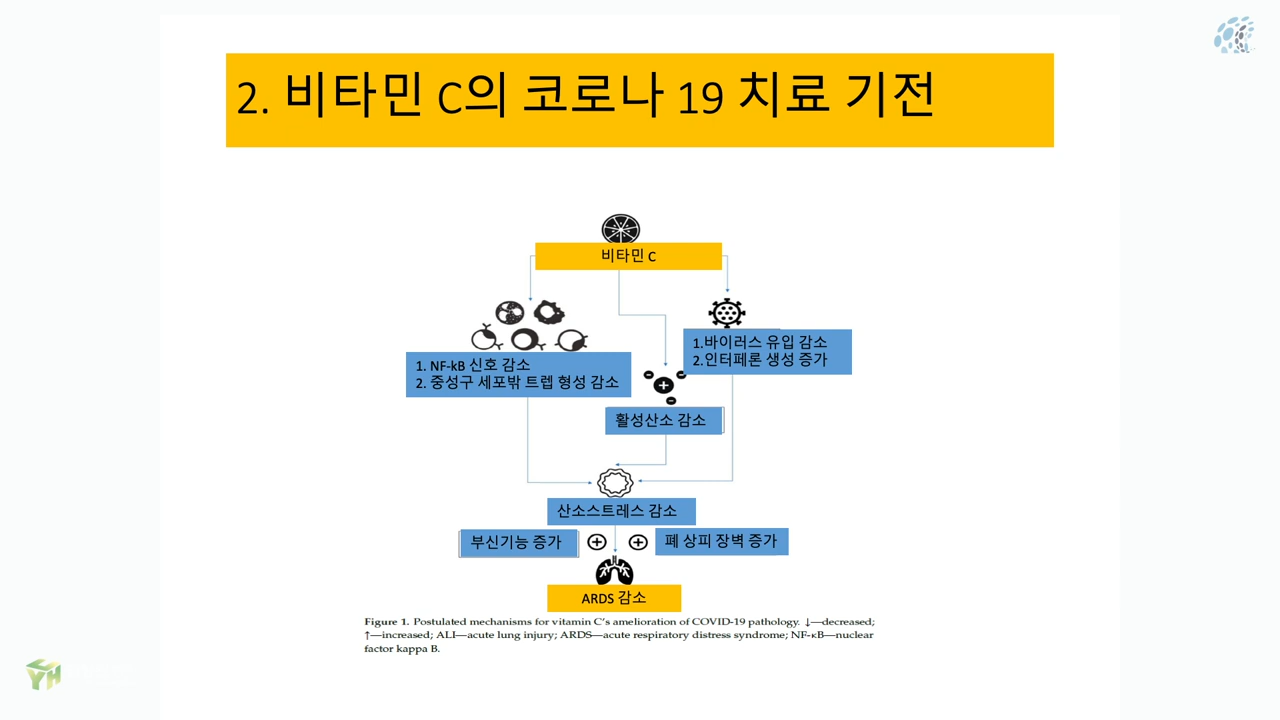 2. 비타민 C의 코로나 19 치료 기전
비타민 C
1. NF-kB 신호 감소
2. 중성구 세포밖 트렙 형성 감소
1.바이러스 유입 감소
2.인터페론 생성 증가
활성산소 감소
산소스트레스 감소
부신기능 증가
폐 상피 장벽 증가
ARDS 감소
Figure 1. Postulated mechanisms for vitamin C's amelioration of COVID-19 pathology. ↓—decreased;
↑—increased; ALI—acute lung injury; ARDS—acute respiratory distress syndrome; NF-κB—nuclear
factor kappa B.
YH